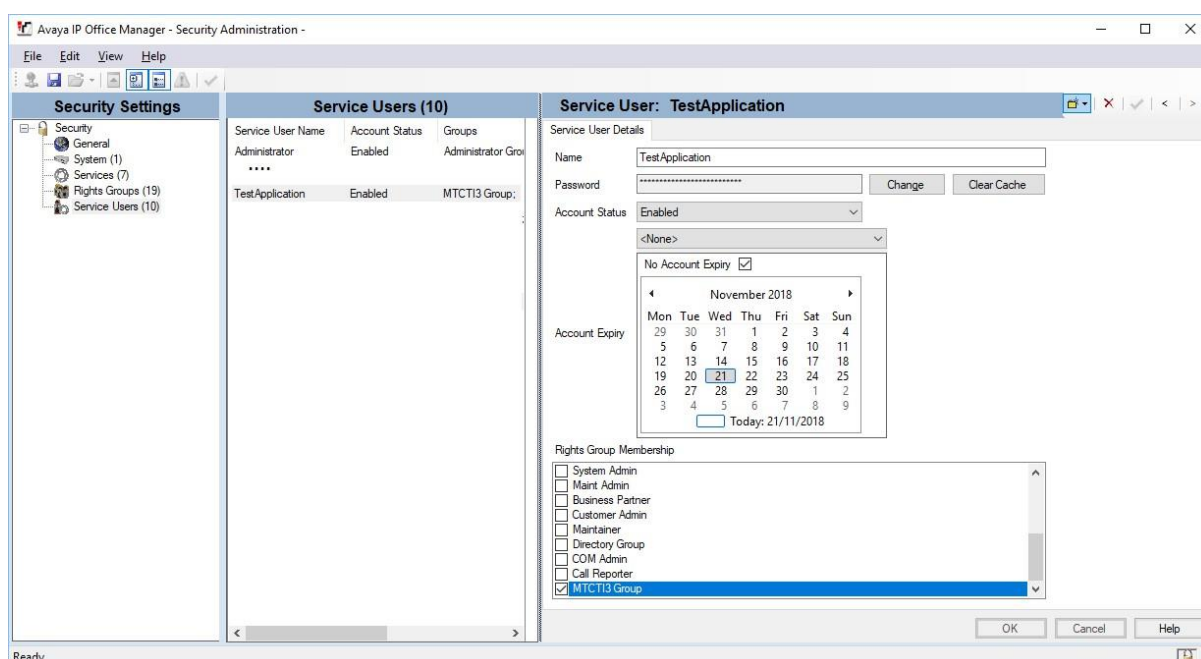 Avaya IP Office Manager - Security Administration -
File Edit View Help
Security Settings
Security
General
System (1)
Services (7)
Rights Groups (19)
Service Users (10)
Service Users (10)
Service User Name Account Status Groups
Administrator Enabled Administrator Grou
....
TestApplication Enabled MTCTI3 Group;
Service User: TestApplication
Service User Details
Name TestApplication
Password *************************** Change Clear Cache
Account Status Enabled
<None>
No Account Expiry
Account Expiry
November 2018
Mon Tue Wed Thu Fri Sat Sun
29 30 31 1 2 3 4
5 6 7 8 9 10 11
12 13 14 15 16 17 18
19 20 21 22 23 24 25
26 27 28 29 30 1 2
3 4 5 6 7 8 9
Today: 21/11/2018
Rights Group Membership
System Admin
Maint Admin
Business Partner
Customer Admin
Maintainer
Directory Group
COM Admin
Call Reporter
MTCTI3 Group
OK Cancel Help
Ready